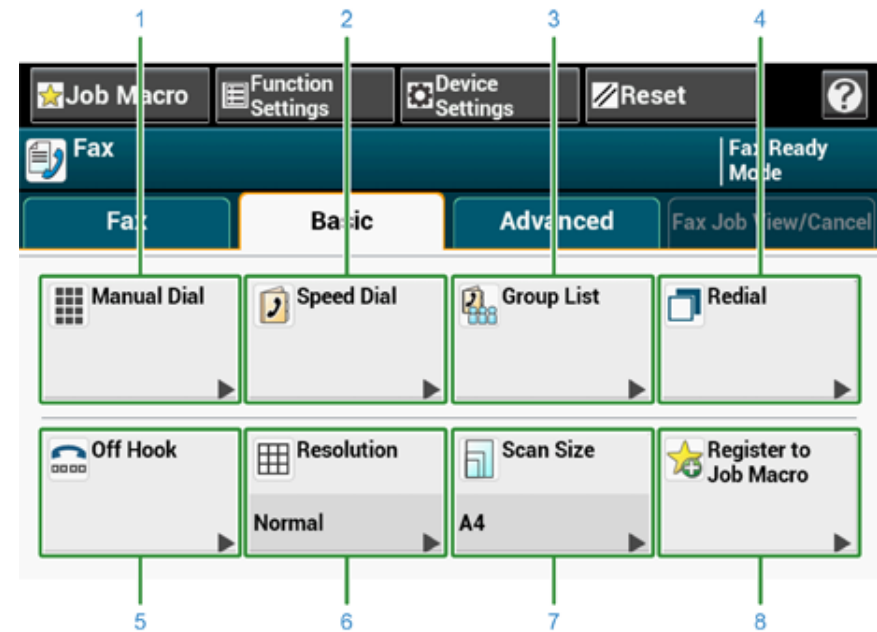 1 2 3 4
Job Macro
Function
Settings
Device
Settings
Reset
?
Fax
Fax Ready
Mode
Fax Basic Advanced Fax Job View/Cancel
Manual Dial Speed Dial Group List Redial
Off Hook Resolution Scan Size Register to
Job Macro
Normal A4
5 6 7 8